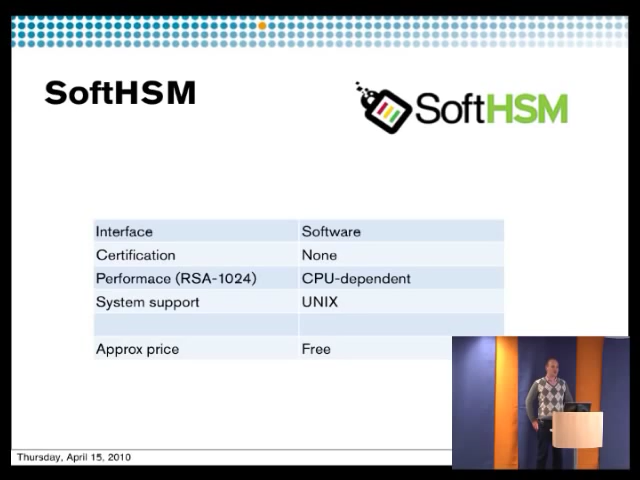 SoftHSM
SoftHSM
Interface Software
Certification None
Performace (RSA-1024) CPU-dependent
System support UNIX
Approx price Free
Thursday, April 15, 2010